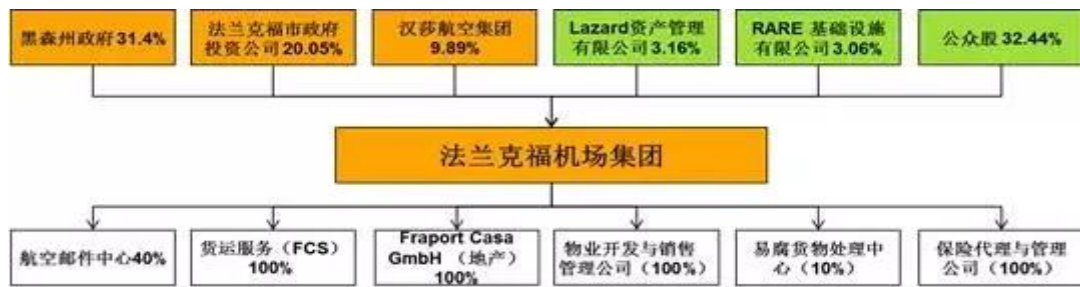 黑森州政府31.4%
法兰克福市政府
投资公司20.05%
汉莎航空集团
9.89%
Lazard资产管理
有限公司3.16%
RARE 基础设施
有限公司3.06%
公众股32.44%
法兰克福机场集团
航空邮件中心40%
货运服务（FCS）
100%
Fraport Casa
GmbH （地产）
100%
物业开发与销售
管理公司（100%）
易腐货物处理中
心（10%）
保险代理与管理
公司（100%）